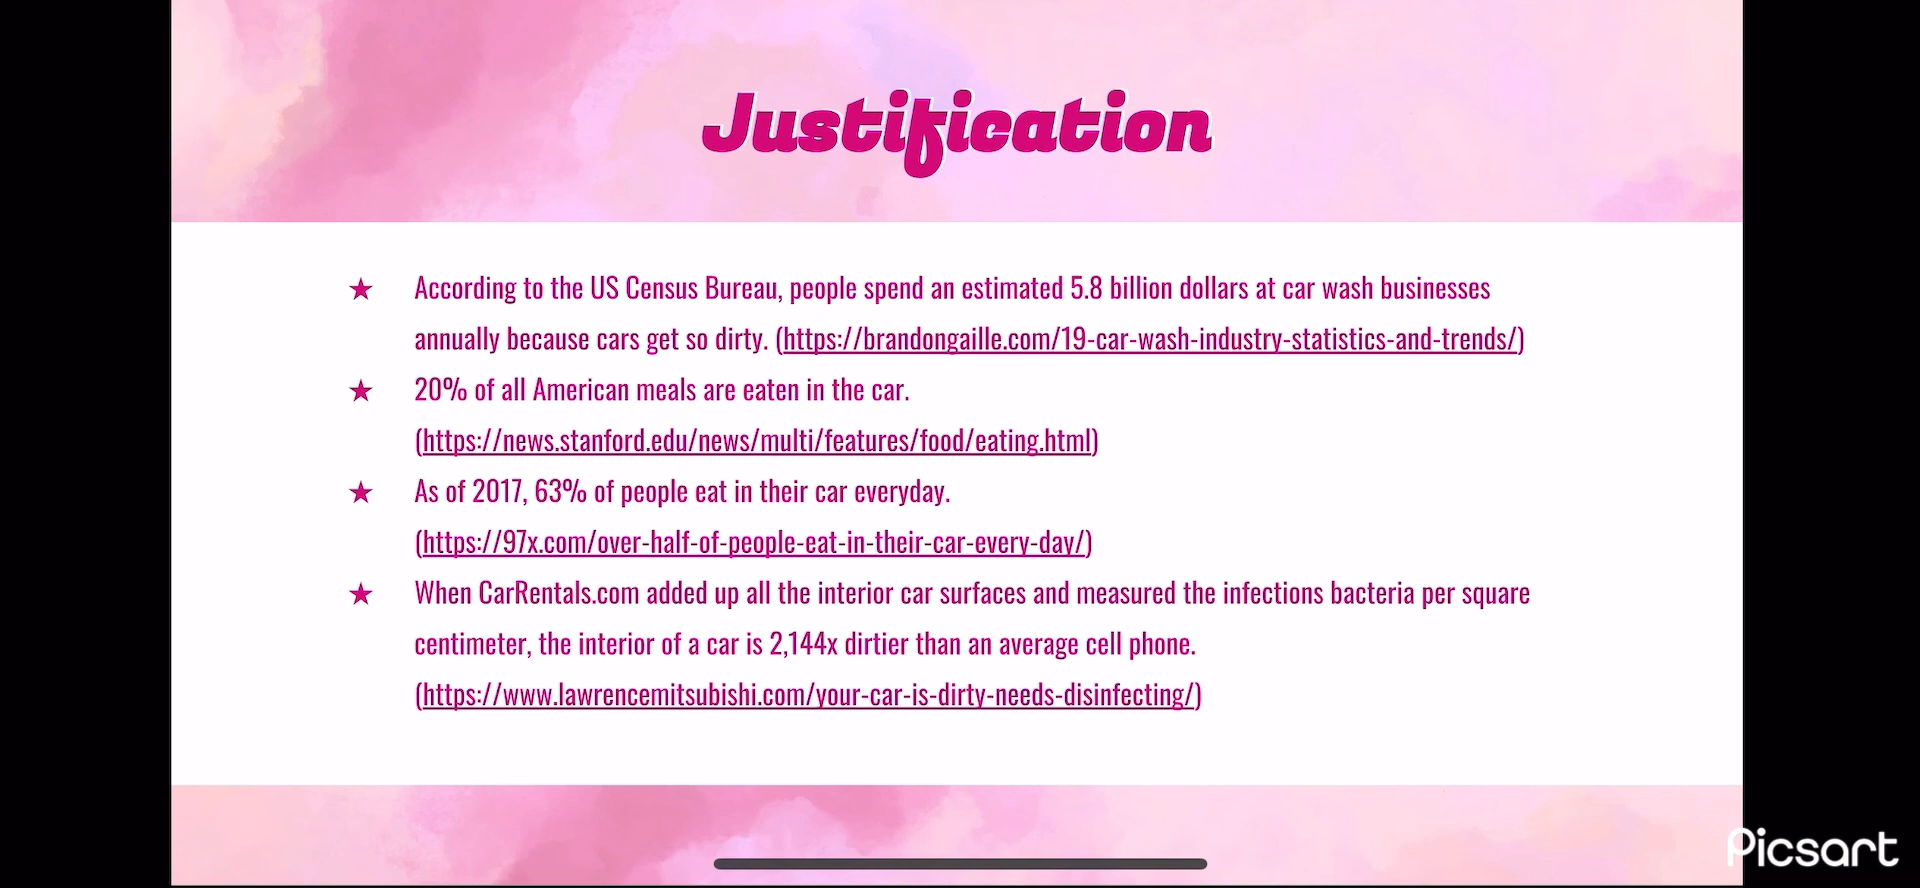 Justification
★ According to the US Census Bureau, people spend an estimated 5.8 billion dollars at car wash businesses
annually because cars get so dirty. (https://brandongaille.com/19-car-wash-industry-statistics-and-trends/)
★ 20% of all American meals are eaten in the car.
(https://news.stanford.edu/news/multi/features/food/eating.html)
★ As of 2017, 63% of people eat in their car everyday.
(https://97x.com/over-half-of-people-eat-in-their-car-every-day/)
★ When CarRentals.com added up all the interior car surfaces and measured the infections bacteria per square
centimeter, the interior of a car is 2,144x dirtier than an average cell phone.
(https://www.lawrencemitsubishi.com/your-car-is-dirty-needs-disinfecting/)
Picsart